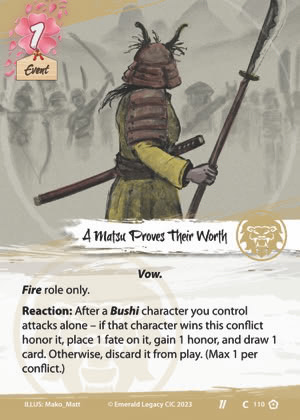 1
Event
A Matsu Proves Their Worth
Vow.
Fire role only.
Reaction: After a Bushi character you control
attacks alone – if that character wins this conflict
honor it, place 1 fate on it, gain 1 honor, and draw 1
card. Otherwise, discard it from play. (Max 1 per
conflict.)
ILLUS: Mako_Matt © Emerald Legacy CIC 2023 C 110